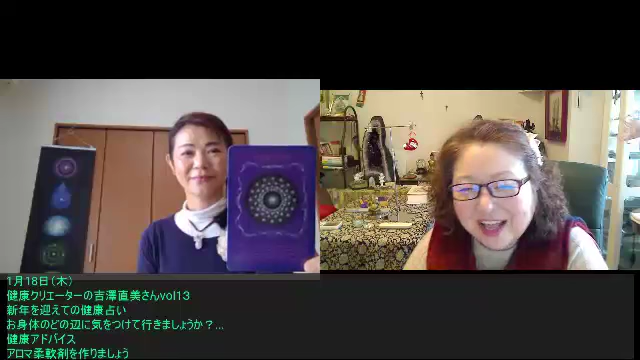 1月18日（木）
健康クリエーターの吉澤直美さんvol13
新年を迎えての健康占い
お身体のどの辺に気をつけて行きましょうか？...
健康アドバイス
アロマ柔軟剤を作りましょう